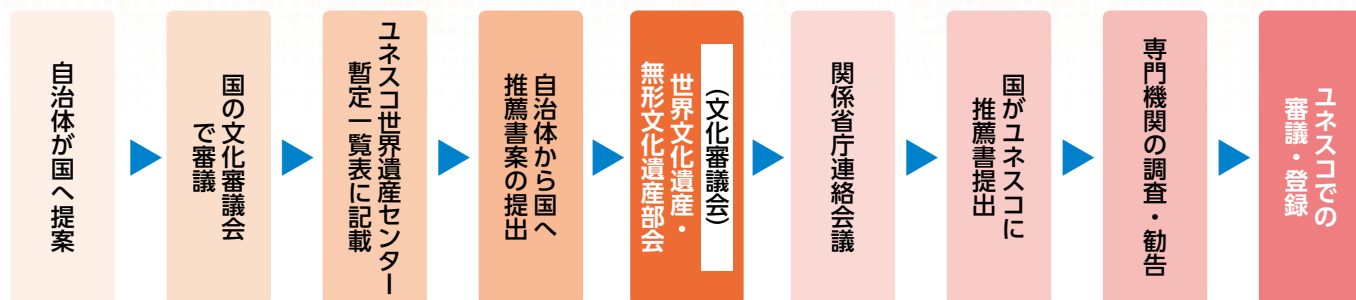 自治体が国へ提案
国の文化審議会
で審議
ユネスコ世界遺産センター
暫定一覧表に記載
自治体から国へ
推薦書案の提出
（文化審議会）
世界文化遺産・
無形文化遺産部会
関係省庁連絡会議
国がユネスコに
推薦書提出
専門機関の調査・勧告
ユネスコでの
審議・登録